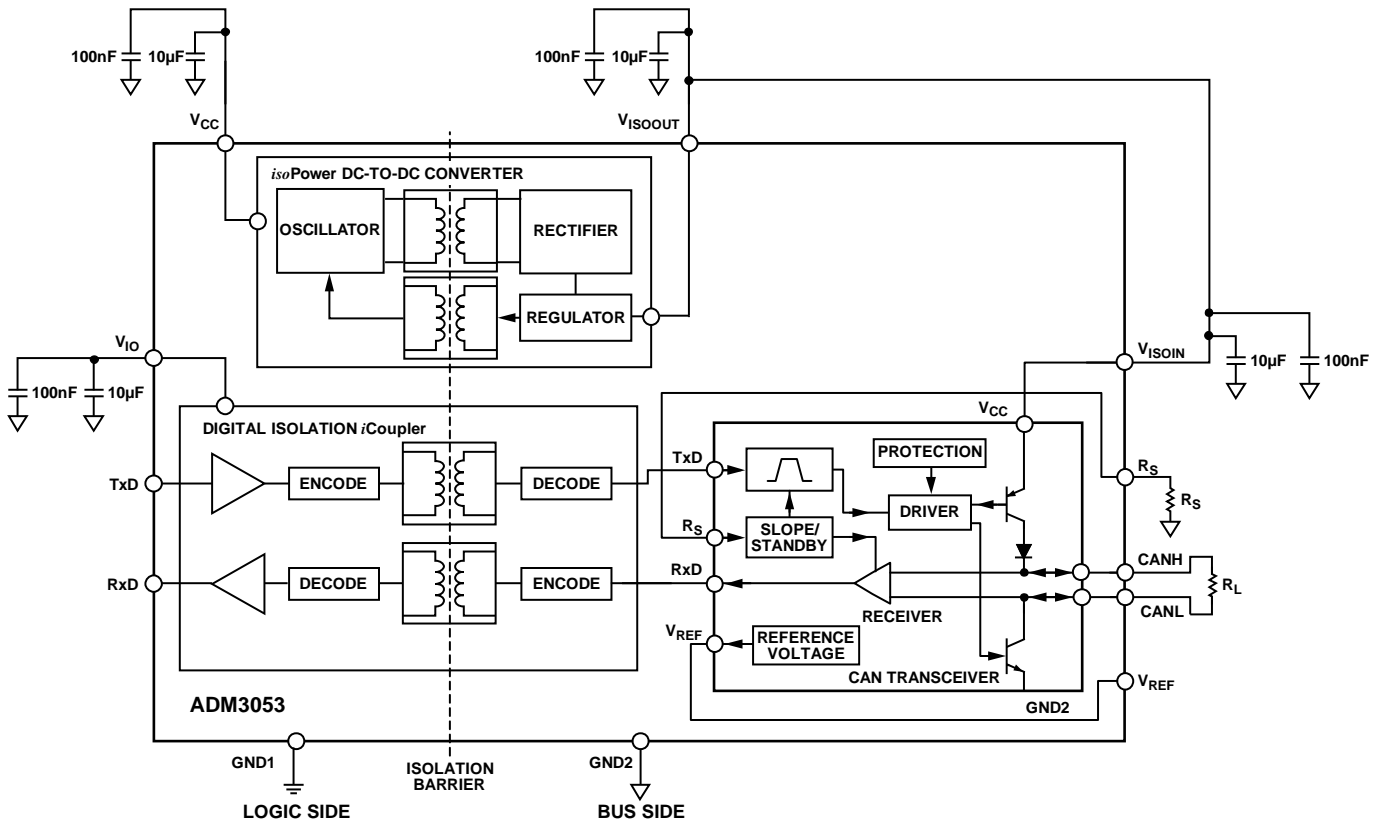 100nF
10µF
100nF
10µF
VCC
VISOOUT
isoPower DC-TO-DC CONVERTER
OSCILLATOR
RECTIFIER
REGULATOR
VIO
100nF
10µF
VISOIN
10µF
100nF
DIGITAL ISOLATION iCoupler
VCC
TxD
ENCODE
DECODE
TxD
PROTECTION
DRIVER
RS
RS
RS
SLOPE/
STANDBY
RxD
DECODE
ENCODE
RxD
RECEIVER
CANH
RL
CANL
VREF
REFERENCE
VOLTAGE
CAN TRANSCEIVER
VREF
ADM3053
GND2
GND1
ISOLATION
BARRIER
GND2
LOGIC SIDE
BUS SIDE